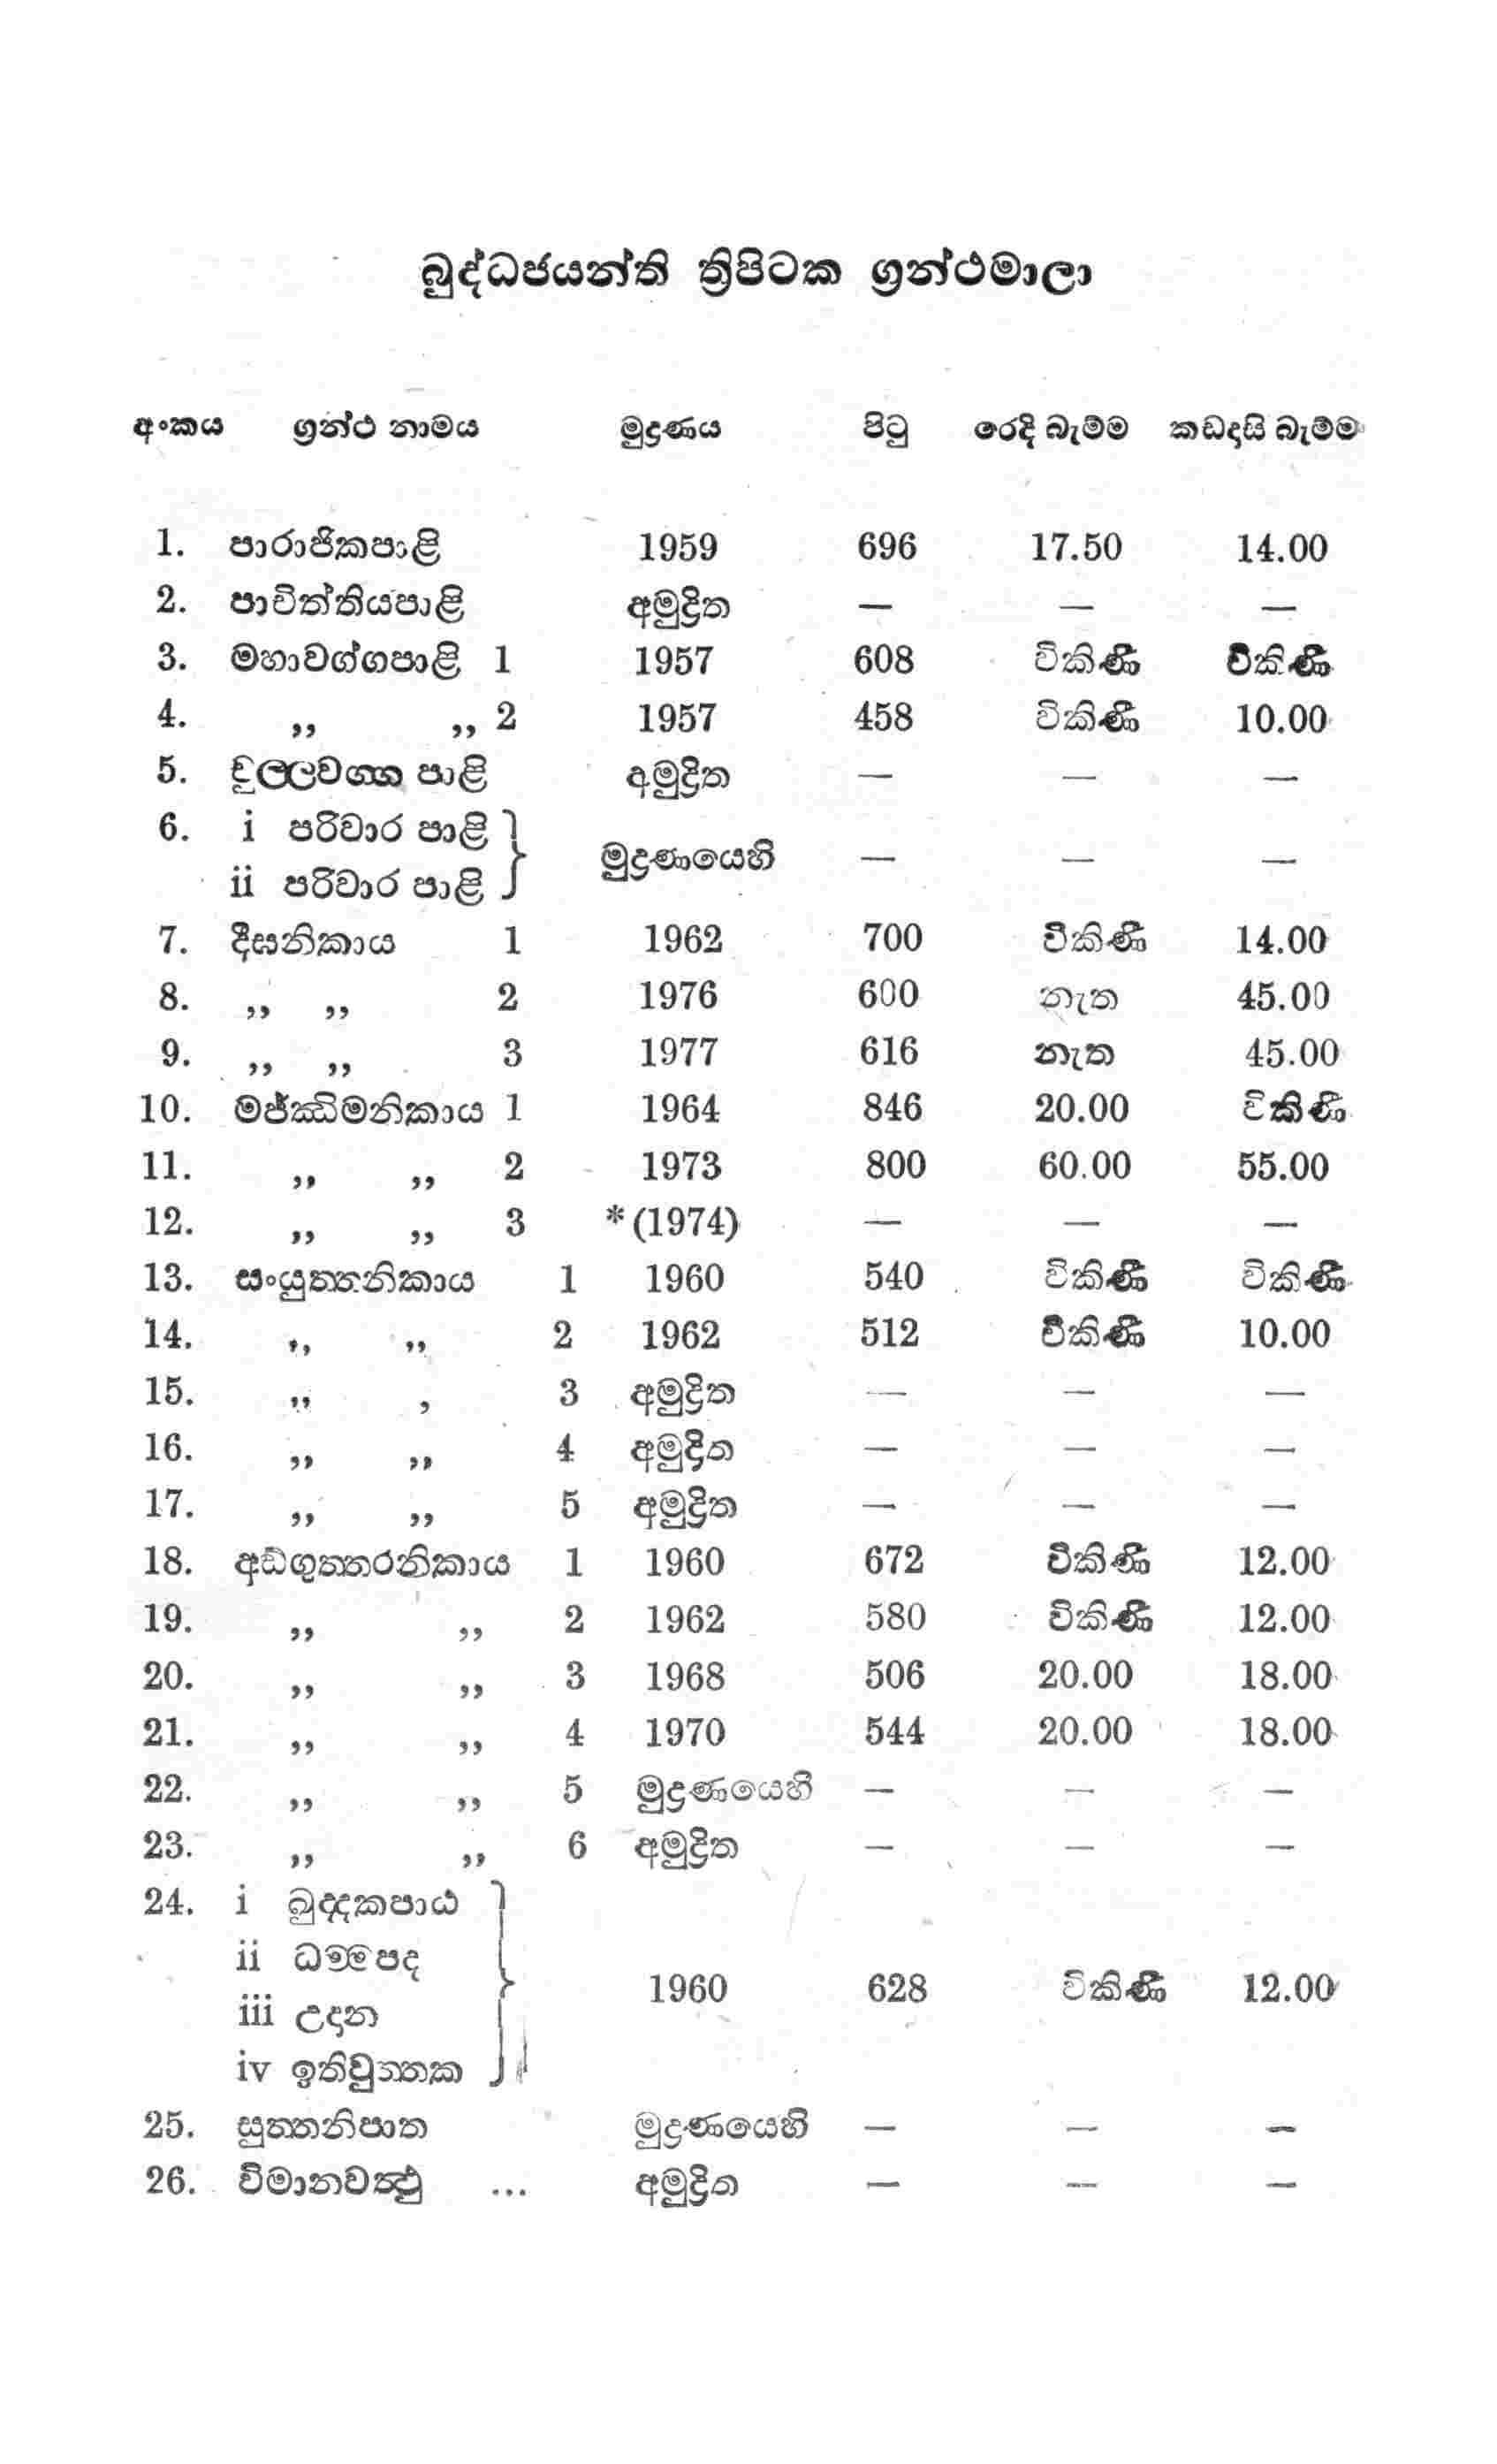 බුද්ධජයන්ති ත්‍රිපිටක ග්‍රන්ථමාලා
අංකය ග්‍රන්ථ නාමය මුද්‍රණය පිටු රෙදි බැම්ම කඩදාසි බැම්ම
1. පාරාජිකපාළි 1959 696 17.50 14.00
2. පාචිත්තියපාළි අමුද්‍රිත — — —
3. මහාවග්ගපාළි 1 1957 608 විකිණී විකිණී
4. ,, ,, 2 1957 458 විකිණී 10.00
5. චුල්ලවග්ග පාළි අමුද්‍රිත — — —
6. i පරිවාර පාළි
මුද්‍රණයෙහි — — —
ii පරිවාර පාළි
7. දීඝනිකාය 1 1962 700 විකිණී 14.00
8. ,, ,, 2 1976 600 නැත 45.00
9. ,, ,, 3 1977 616 නැත 45.00
10. මජ්ඣිමනිකාය 1 1964 846 20.00 විකිණී
11. ,, ,, 2 1973 800 60.00 55.00
12. ,, ,, 3 *(1974) — — —
13. සංයුත්තනිකාය 1 1960 540 විකිණී විකිණී
14. ,, ,, 2 1962 512 විකිණී 10.00
15. ,, , 3 අමුද්‍රිත — — —
16. ,, ,, 4 අමුද්‍රිත — — —
17. ,, ,, 5 අමුද්‍රිත — — —
18. අඞ්ගුත්තරනිකාය 1 1960 672 විකිණී 12.00
19. ,, ,, 2 1962 580 විකිණී 12.00
20. ,, ,, 3 1968 506 20.00 18.00
21. ,, ,, 4 1970 544 20.00 18.00
22. ,, ,, 5 මුද්‍රණයෙහි — — —
23. ,, ,, 6 අමුද්‍රිත — — —
24. i ඛුද්දකපාඨ
ii ධම්මපද
1960 628 විකිණී 12.00
iii උදාන
iv ඉතිවුත්තක
25. සුත්තනිපාත මුද්‍රණයෙහි — — —
26. විමානවත්ථු ... අමුද්‍රිත — — —